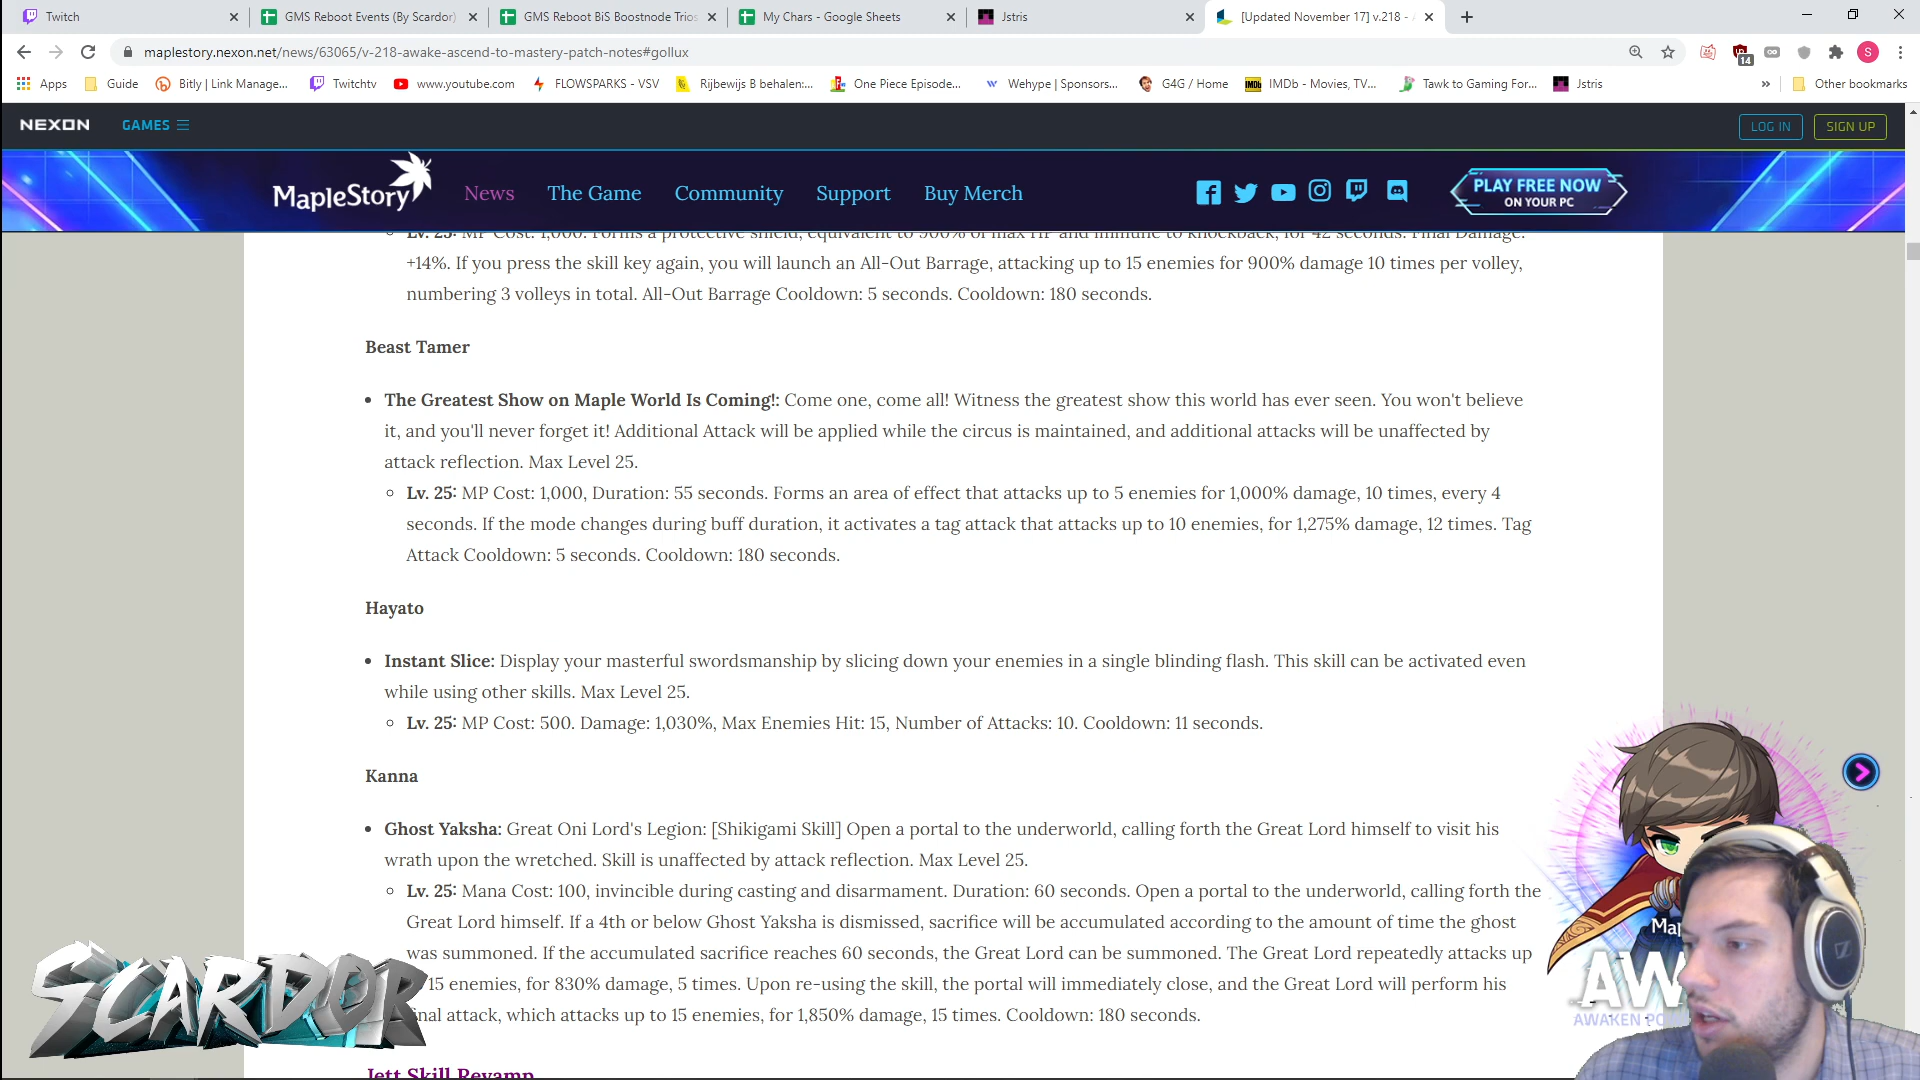 Twitch
GMS Reboot Events (By Scardor)
GMS Reboot BiS Boostnode Trios
My Chars - Google Sheets
Jstris
[Updated November 17] v.218 -
maplestory.nexon.net/news/63065/v-218-awake-ascend-to-mastery-patch-notes#gollux
S
14
Apps
Guide
Bitly | Link Manage...
Twitchtv
www.youtube.com
FLOWSPARKS - VSV
Rijbewijs B behalen:...
One Piece Episode...
Wehype | Sponsors...
G4G / Home
IMDb - Movies, TV...
Tawk to Gaming For...
Jstris
Other bookmarks
NEXON
GAMES
LOG IN
SIGN UP
MapleStory
News
The Game
Community
Support
Buy Merch
PLAY FREE NOW
ON YOUR PC
Lv. 25: MP Cost: 1,000. Forms a protective shield, equivalent to 900% of max HP and immune to knockback, for 42 seconds. Final Damage:
+14%. If you press the skill key again, you will launch an All-Out Barrage, attacking up to 15 enemies for 900% damage 10 times per volley,
numbering 3 volleys in total. All-Out Barrage Cooldown: 5 seconds. Cooldown: 180 seconds.
Beast Tamer
The Greatest Show on Maple World Is Coming!: Come one, come all! Witness the greatest show this world has ever seen. You won't believe
it, and you'll never forget it! Additional Attack will be applied while the circus is maintained, and additional attacks will be unaffected by
attack reflection. Max Level 25.
Lv. 25: MP Cost: 1,000, Duration: 55 seconds. Forms an area of effect that attacks up to 5 enemies for 1,000% damage, 10 times, every 4
seconds. If the mode changes during buff duration, it activates a tag attack that attacks up to 10 enemies, for 1,275% damage, 12 times. Tag
Attack Cooldown: 5 seconds. Cooldown: 180 seconds.
Hayato
Instant Slice: Display your masterful swordsmanship by slicing down your enemies in a single blinding flash. This skill can be activated even
while using other skills. Max Level 25.
Lv. 25: MP Cost: 500. Damage: 1,030%, Max Enemies Hit: 15, Number of Attacks: 10. Cooldown: 11 seconds.
Kanna
Ghost Yaksha: Great Oni Lord's Legion: [Shikigami Skill] Open a portal to the underworld, calling forth the Great Lord himself to visit his
wrath upon the wretched. Skill is unaffected by attack reflection. Max Level 25.
Lv. 25: Mana Cost: 100, invincible during casting and disarmament. Duration: 60 seconds. Open a portal to the underworld, calling forth the
Great Lord himself. If a 4th or below Ghost Yaksha is dismissed, sacrifice will be accumulated according to the amount of time the ghost
was summoned. If the accumulated sacrifice reaches 60 seconds, the Great Lord can be summoned. The Great Lord repeatedly attacks up
15 enemies, for 830% damage, 5 times. Upon re-using the skill, the portal will immediately close, and the Great Lord will perform his
inal attack, which attacks up to 15 enemies, for 1,850% damage, 15 times. Cooldown: 180 seconds.
Jett Skill Revamp
SCARDOR
Map
AW
AWAKEN PO